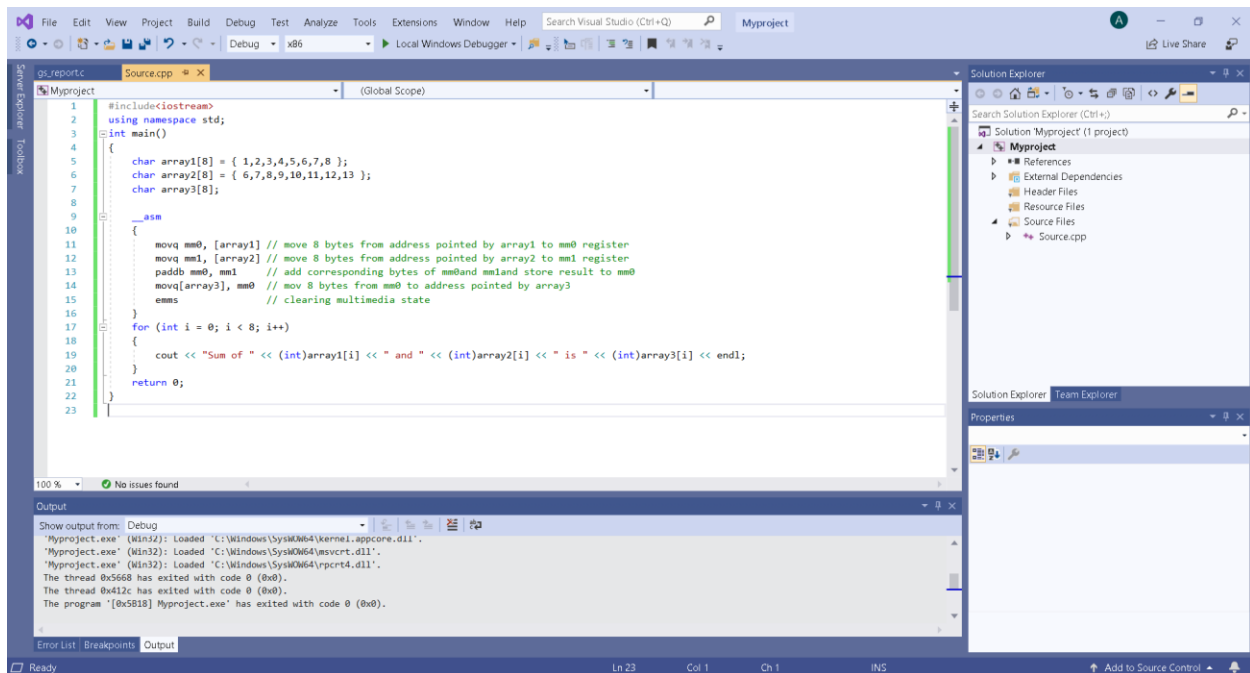 File Edit View Project Build Debug Test Analyze Tools Extensions Window Help Search Visual Studio (Ctrl+Q) Myproject A
Debug x86 Local Windows Debugger Live Share
Server Explorer
Toolbox
gs_report.c Source.cpp
Myproject (Global Scope)
1 #include<iostream>
2 using namespace std;
3 int main()
4 {
5 char array1[8] = { 1,2,3,4,5,6,7,8 };
6 char array2[8] = { 6,7,8,9,10,11,12,13 };
7 char array3[8];
8
9 __asm
10 {
11 movq mm0, [array1] // move 8 bytes from address pointed by array1 to mm0 register
12 movq mm1, [array2] // move 8 bytes from address pointed by array2 to mm1 register
13 paddb mm0, mm1 // add corresponding bytes of mm0and mm1and store result to mm0
14 movq[array3], mm0 // mov 8 bytes from mm0 to address pointed by array3
15 emms // clearing multimedia state
16 }
17 for (int i = 0; i < 8; i++)
18 {
19 cout << "Sum of " << (int)array1[i] << " and " << (int)array2[i] << " is " << (int)array3[i] << endl;
20 }
21 return 0;
22 }
23
100 % No issues found
Output
Show output from: Debug
'Myproject.exe' (Win32): Loaded 'C:\Windows\SysWOW64\kernel.appcore.dll'.
'Myproject.exe' (Win32): Loaded 'C:\Windows\SysWOW64\msvcrt.dll'.
'Myproject.exe' (Win32): Loaded 'C:\Windows\SysWOW64\rpcrt4.dll'.
The thread 0x5668 has exited with code 0 (0x0).
The thread 0x412c has exited with code 0 (0x0).
The program '[0x5B18] Myproject.exe' has exited with code 0 (0x0).
Error List Breakpoints Output
Solution Explorer
Search Solution Explorer (Ctrl+;)
Solution 'Myproject' (1 project)
Myproject
References
External Dependencies
Header Files
Resource Files
Source Files
Source.cpp
Solution Explorer Team Explorer
Properties
Ready Ln 23 Col 1 Ch 1 INS Add to Source Control